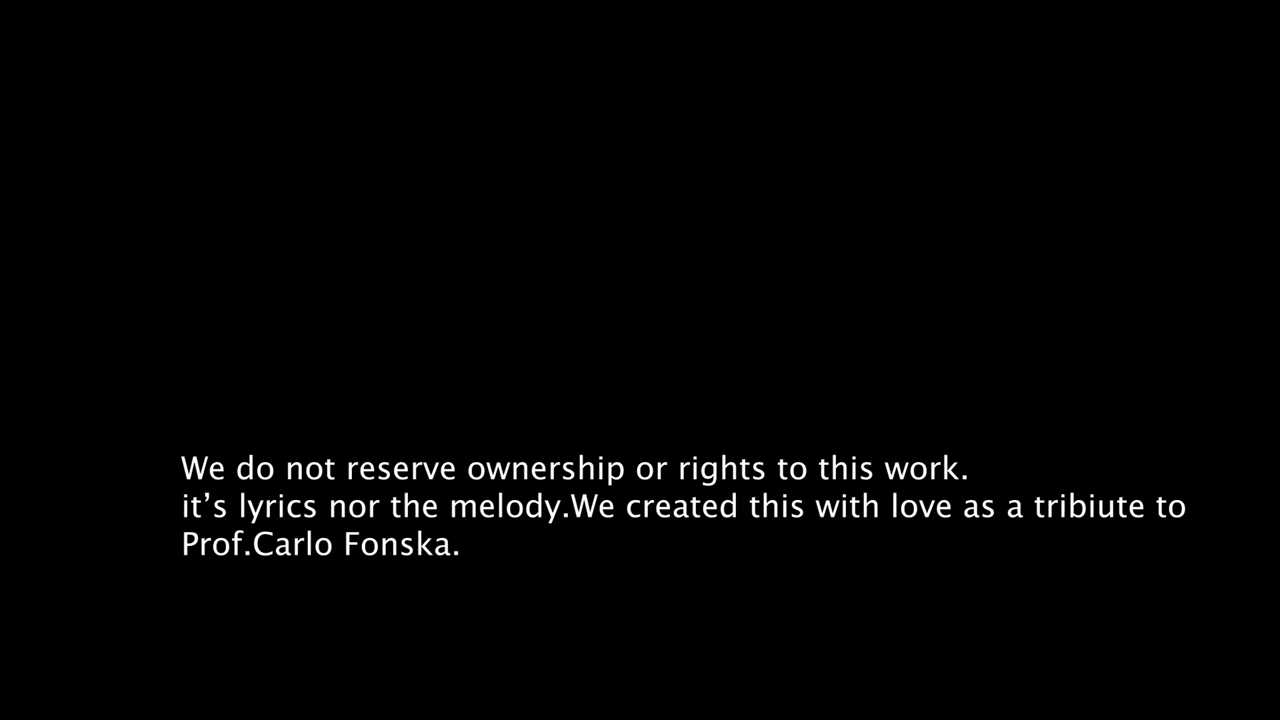 We do not reserve ownership or rights to this work.
it’s lyrics nor the melody.We created this with love as a tribiute to
Prof.Carlo Fonska.